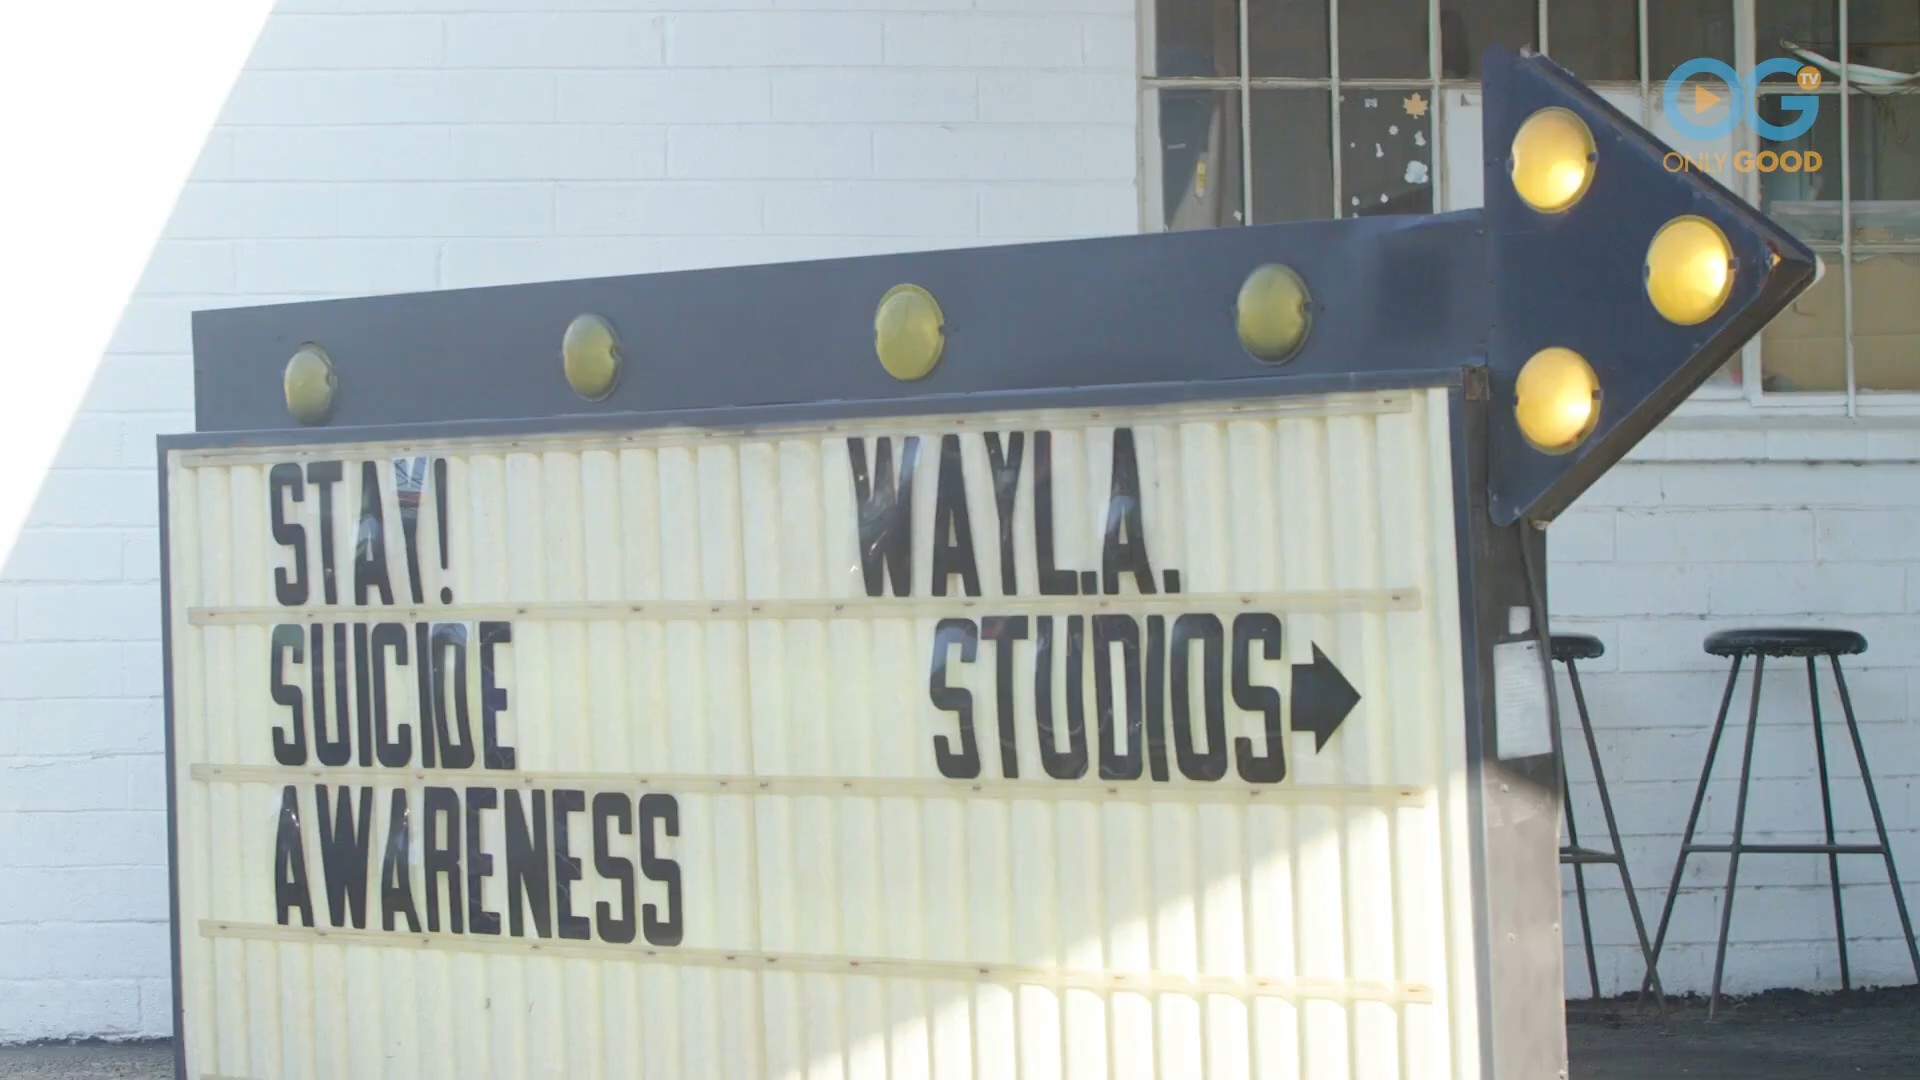 OG TV
ONLY GOOD
STAY!
SUICIDE
AWARENESS
WAYL.A.
STUDIOS